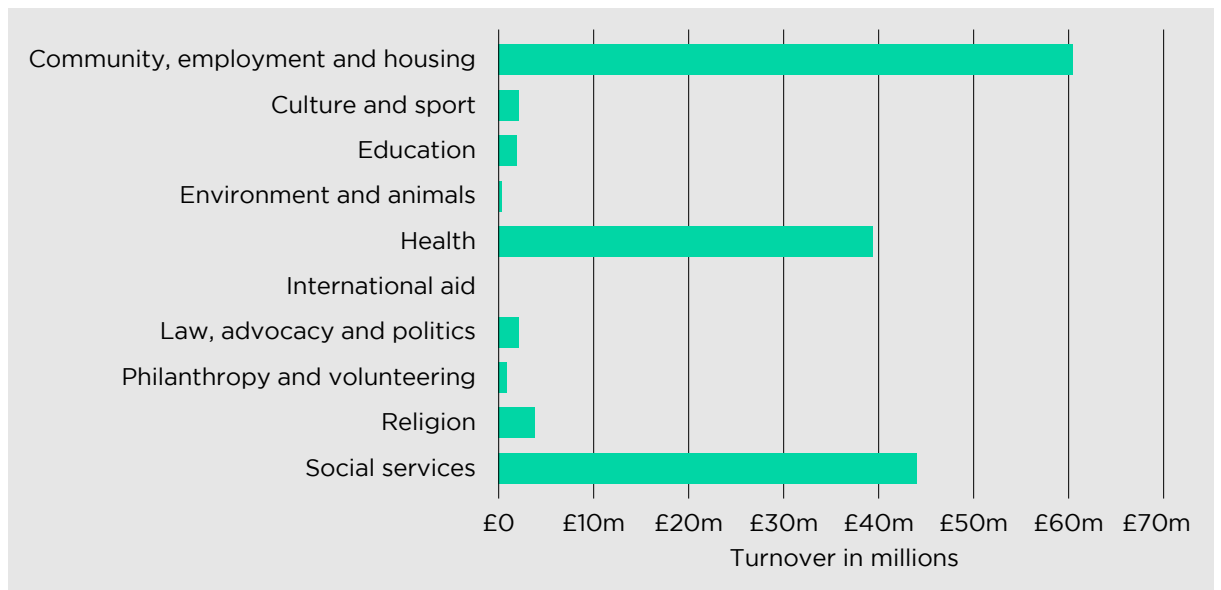 Community, employment and housing
Culture and sport
Education
Environment and animals
Health
International aid
Law, advocacy and politics
Philanthropy and volunteering
Religion
Social services
£0 £10m £20m £30m £40m £50m £60m £70m
Turnover in millions